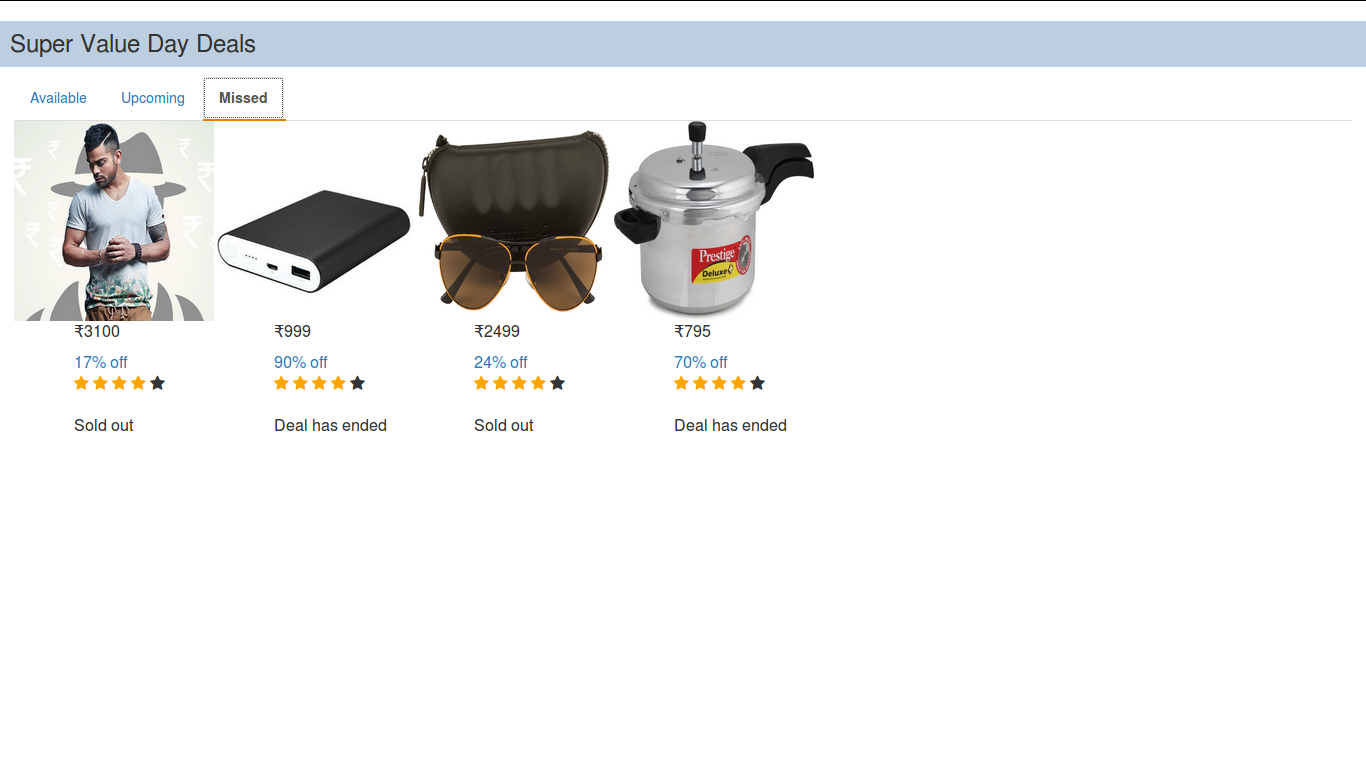 Super Value Day Deals
Available Upcoming Missed
Prestige
Deluxe
₹3100 ₹999 ₹2499 ₹795
17% off 90% off 24% off 70% off
Sold out Deal has ended Sold out Deal has ended